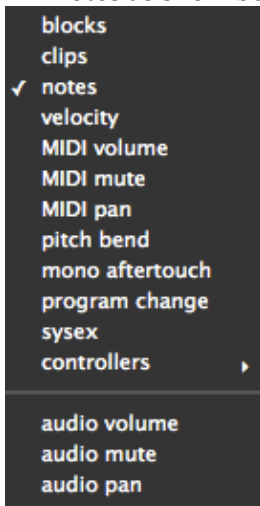 blocks
clips
✓ notes
velocity
MIDI volume
MIDI mute
MIDI pan
pitch bend
mono aftertouch
program change
sysex
controllers
audio volume
audio mute
audio pan